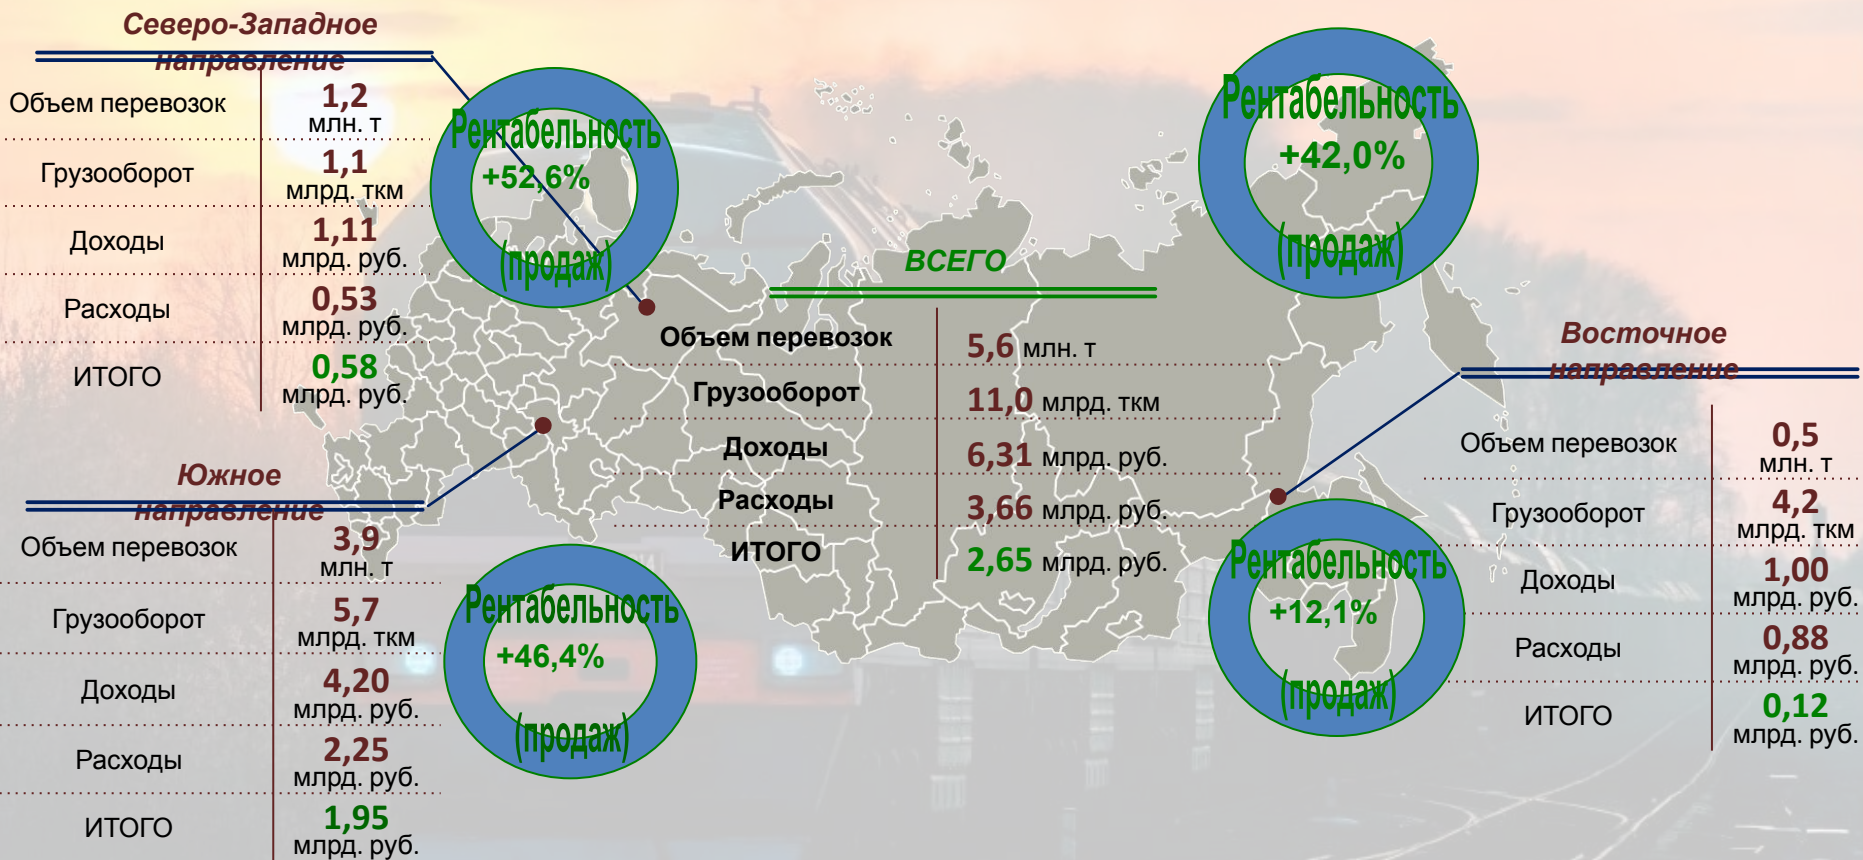 Северо-Западное
направление
Объем перевозок
1,2
млн. т
Грузооборот
1,1
млрд. ткм
Доходы
1,11
млрд. руб.
Расходы
0,53
млрд. руб.
ИТОГО
0,58
млрд. руб.
Рентабельность
+52,6%
(продаж)
Рентабельность
+42,0%
(продаж)
ВСЕГО
Объем перевозок
5,6 млн. т
Грузооборот
11,0 млрд. ткм
Доходы
6,31 млрд. руб.
Расходы
3,66 млрд. руб.
ИТОГО
2,65 млрд. руб.
Южное
направление
Объем перевозок
3,9
млн. т
Грузооборот
5,7
млрд. ткм
Доходы
4,20
млрд. руб.
Расходы
2,25
млрд. руб.
ИТОГО
1,95
млрд. руб.
Рентабельность
+46,4%
(продаж)
Восточное
направление
Объем перевозок
0,5
млн. т
Грузооборот
4,2
млрд. ткм
Доходы
1,00
млрд. руб.
Расходы
0,88
млрд. руб.
ИТОГО
0,12
млрд. руб.
Рентабельность
+12,1%
(продаж)